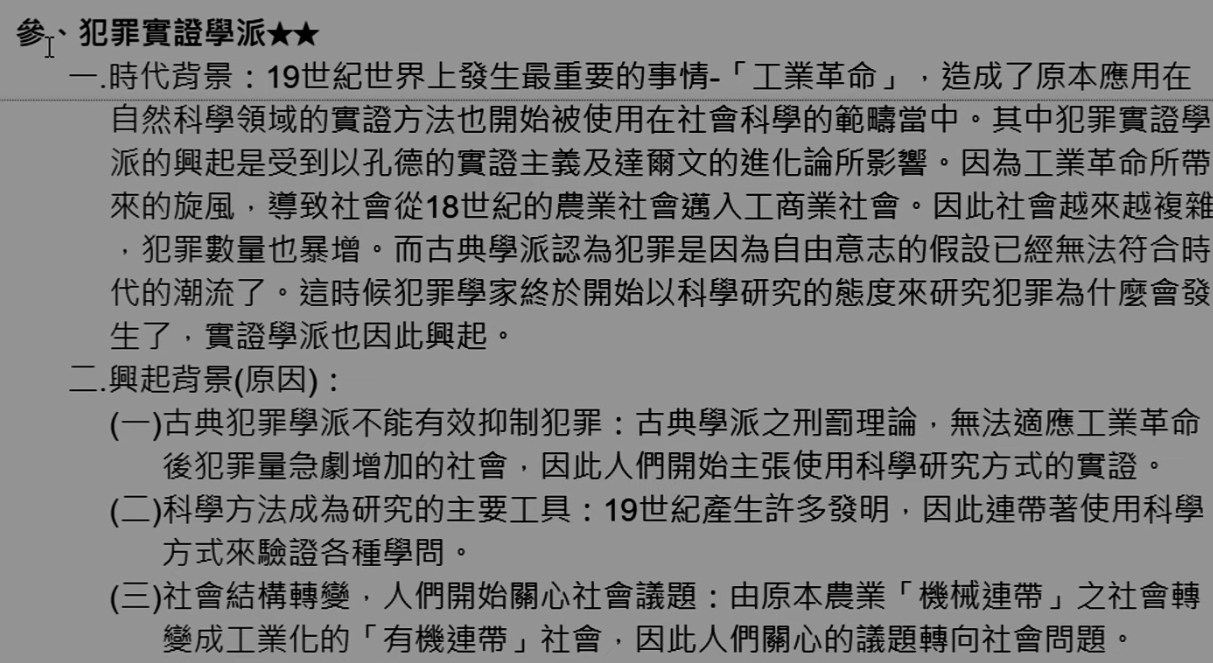 參、犯罪實證學派★★
一.時代背景：19世紀世界上發生最重要的事情-「工業革命」，造成了原本應用在
自然科學領域的實證方法也開始被使用在社會科學的範疇當中。其中犯罪實證學
派的興起是受到以孔德的實證主義及達爾文的進化論所影響。因為工業革命所帶
來的旋風，導致社會從18世紀的農業社會邁入工商業社會。因此社會越來越複雜
，犯罪數量也暴增。而古典學派認為犯罪是因為自由意志的假設已經無法符合時
代的潮流了。這時候犯罪學家終於開始以科學研究的態度來研究犯罪為什麼會發
生了，實證學派也因此興起。
二.興起背景(原因)：
(一)古典犯罪學派不能有效抑制犯罪：古典學派之刑罰理論，無法適應工業革命
後犯罪量急劇增加的社會，因此人們開始主張使用科學研究方式的實證。
(二)科學方法成為研究的主要工具：19世紀產生許多發明，因此連帶著使用科學
方式來驗證各種學問。
(三)社會結構轉變，人們開始關心社會議題：由原本農業「機械連帶」之社會轉
變成工業化的「有機連帶」社會，因此人們關心的議題轉向社會問題。